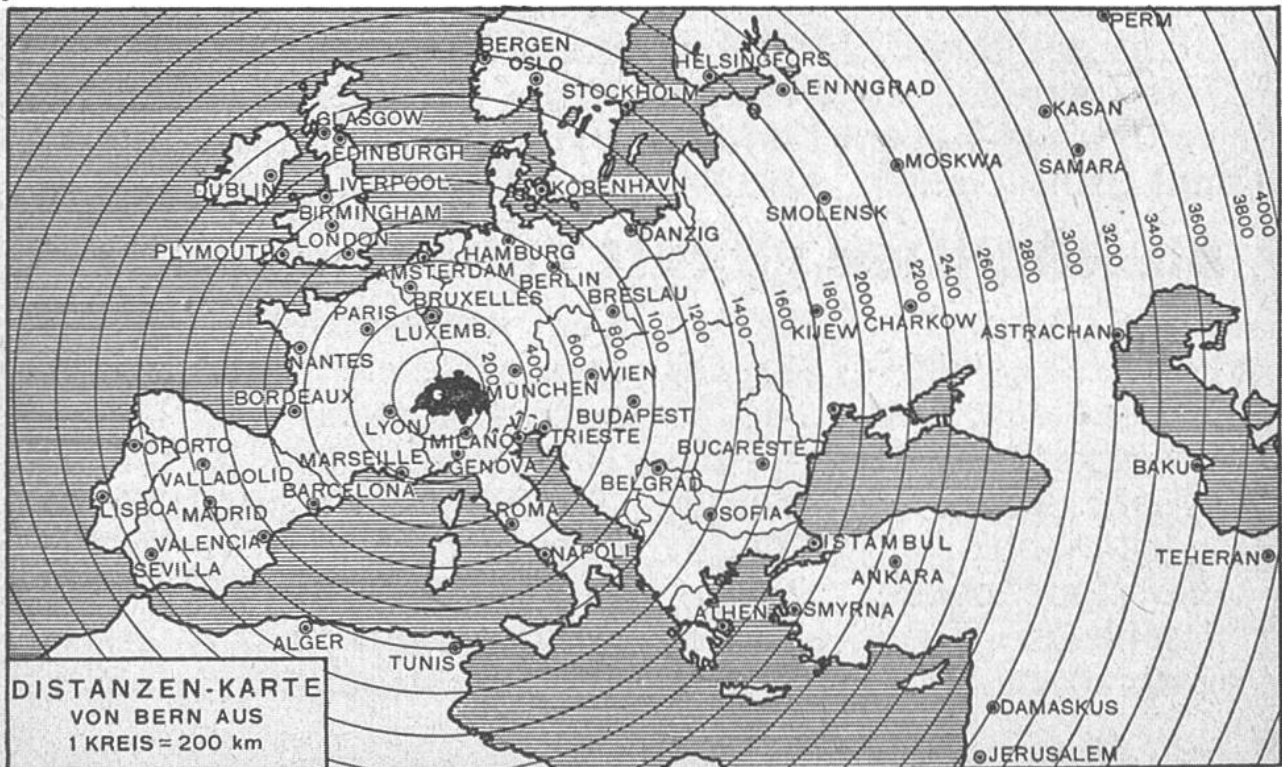 PERM
BERGEN
OSLO
HELSINGFORS
STOCKHOLM
LENINGRAD
KASAN
GLASGOW
EDINBURGH
MOSKWA
SAMARA
DUBLIN
LIVERPOOL
KOBENHAVN
BIRMINGHAM
SMOLENSK
PLYMOUTH
LONDON
HAMBURG
DANZIG
AMSTERDAM
BERLIN
BRUXELLES
BRESLAU
PARIS
LUXEMB.
KIJEW
CHARKOW
ASTRACHAN
NANTES
200
400
600
800
1000
1200
1400
1600
1800
2000
2200
2400
2600
2800
3000
3200
3400
3600
3800
4000
MÜNCHEN
WIEN
BORDEAUX
BUDAPEST
LYON
MILANO
TRIESTE
OPORTO
MARSEILLE
GENOVA
BUCARESTE
VALLADOLID
BAKU
BARCELONA
BELGRAD
LISBOA
MADRID
ROMA
SOFIA
VALENCIA
NAPOLI
ISTAMBUL
SEVILLA
ANKARA
TEHERAN
ATHEN
SMYRNA
ALGER
TUNIS
DAMASKUS
JERUSALEM
DISTANZEN-KARTE
VON BERN AUS
1 KREIS = 200 km